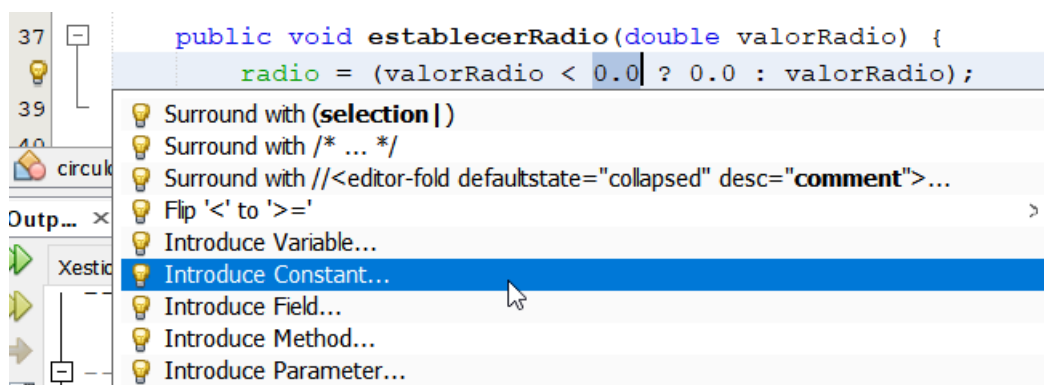 37 public void establecerRadio(double valorRadio) {
radio = (valorRadio < 0.0 ? 0.0 : valorRadio);
39
Surround with (selection|)
40
Surround with /* ... */
circulo
Surround with //<editor-fold defaultstate="collapsed" desc="comment">...
Flip '<' to '>=' >
Outp... ×
Introduce Variable...
Xestic
Introduce Constant...
Introduce Field...
Introduce Method...
Introduce Parameter...